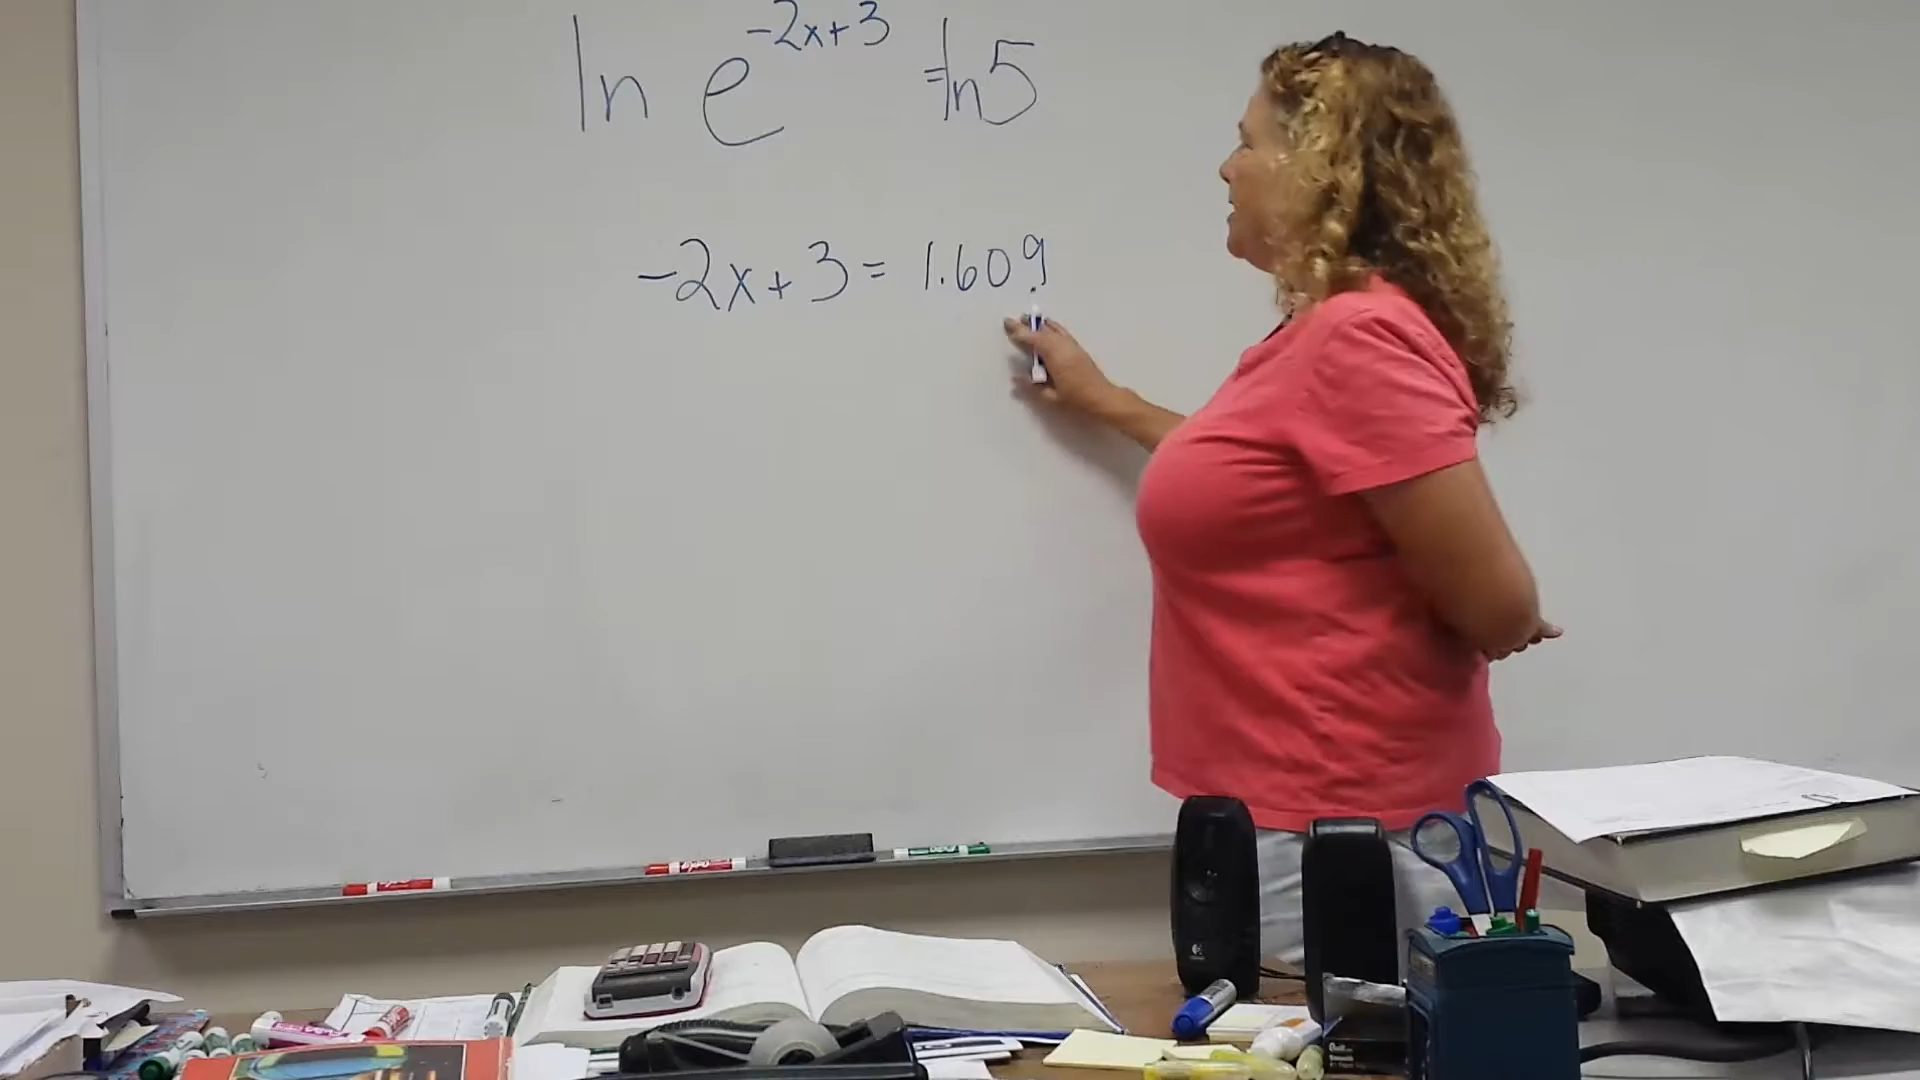 ln e^-2x+3 = ln5
-2x+3 = 1.609